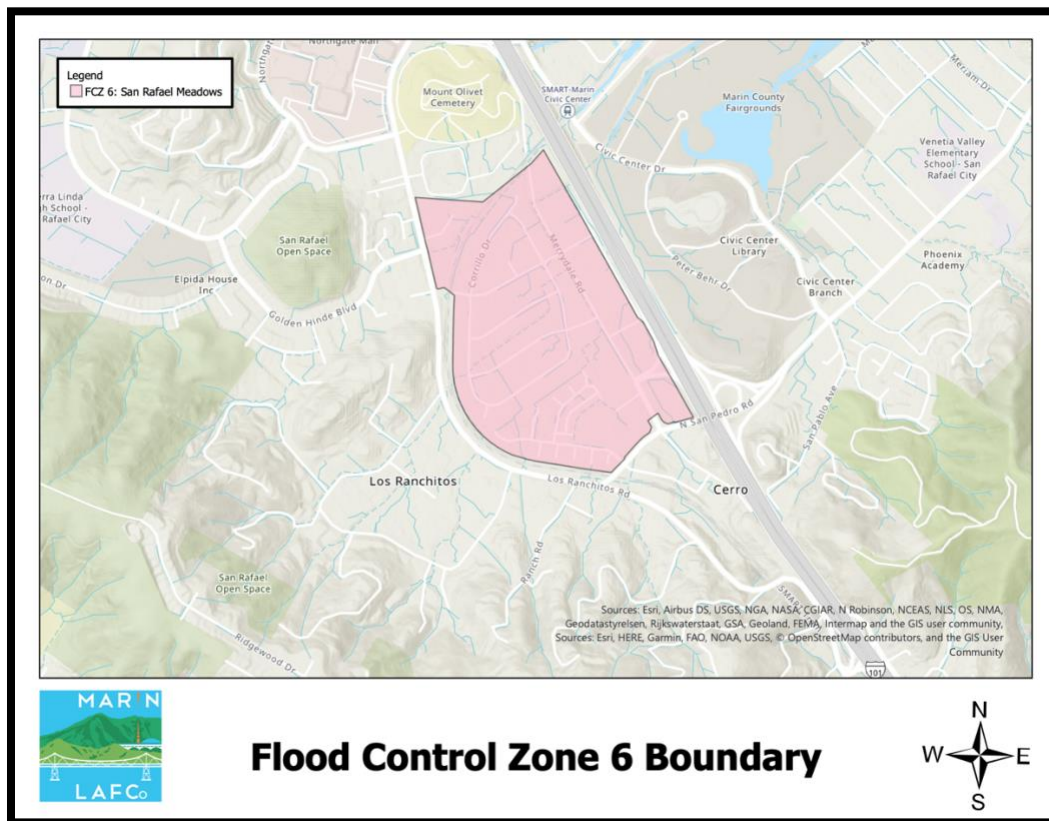 Legend
FCZ 6: San Rafael Meadows
Northgate Mall
Mount Olivet
Cemetery
SMART-Marin
Civic Center
Marin County
Fairgrounds
Merriam Dr
Civic Center Dr
Venetia Valley
Elementary
School - San
Rafael City
San Rafael
Open Space
Elpida House
Inc
Golden Hinde Blvd
Corrillo Dr
Merrydale Rd
Peter Behr Dr
Civic Center
Library
Civic Center
Branch
Phoenix
Academy
N San Pedro Rd
San Pablo Ave
Los Ranchitos
Los Ranchitos Rd
Cerro
Ranch Rd
San Rafael
Open Space
Ridgewood Dr
SMART
101
Sources: Esri, Airbus DS, USGS, NGA, NASA, CGIAR, N Robinson, NCEAS, NLS, OS, NMA,
Geodatastyrelsen, Rijkswaterstaat, GSA, Geoland, FEMA, Intermap and the GIS user community,
Sources: Esri, HERE, Garmin, FAO, NOAA, USGS, © OpenStreetMap contributors, and the GIS User
Community
MARIN
LAFCo
Flood Control Zone 6 Boundary
N
W
E
S